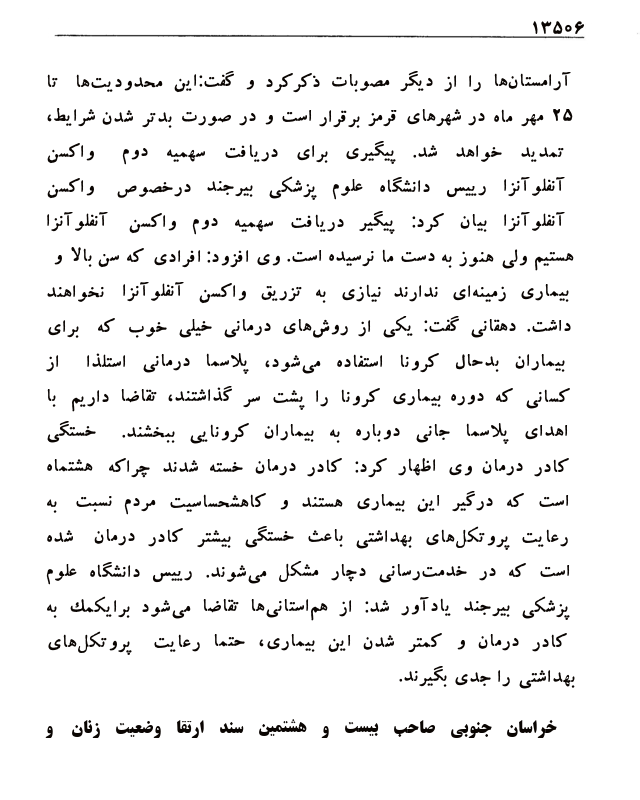 ۱۳۵۰۶
آرامستان‌ها را از دیگر مصوبات ذکرکرد و گفت:این محدودیت‌ها تا
۲۵ مهر ماه در شهرهای قرمز برقرار است و در صورت بدتر شدن شرایط،
تمدید خواهد شد. پیگیری برای دریافت سهمیه دوم واکسن
آنفلوآنزا رییس دانشگاه علوم پزشکی بیرجند درخصوص واکسن
آنفلوآنزا بیان کرد: پیگیر دریافت سهمیه دوم واکسن آنفلوآنزا
هستیم ولی هنوز به دست ما نرسیده است. وی افزود: افرادی که سن بالا و
بیماری زمینه‌ای ندارند نیازی به تزریق واکسن آنفلوآنزا نخواهند
داشت. دهقانی گفت: یکی از روش‌های درمانی خیلی خوب که برای
بیماران بدحال کرونا استفاده می‌شود، پلاسما درمانی استلذا از
کسانی که دوره بیماری کرونا را پشت سر گذاشتند، تقاضا داریم با
اهدای پلاسما جانی دوباره به بیماران کرونایی ببخشند. خستگی
کادر درمان وی اظهار کرد: کادر درمان خسته شدند چراکه هشتماه
است که درگیر این بیماری هستند و کاهشحساسیت مردم نسبت به
رعایت پروتکل‌های بهداشتی باعث خستگی بیشتر کادر درمان شده
است که در خدمت‌رسانی دچار مشکل می‌شوند. رییس دانشگاه علوم
پزشکی بیرجند یادآور شد: از هم‌استانی‌ها تقاضا می‌شود برایکمك به
کادر درمان و کمتر شدن این بیماری، حتما رعایت پروتکل‌های
بهداشتی را جدی بگیرند.
خراسان جنوبی صاحب بیست و هشتمین سند ارتقا وضعیت زنان و